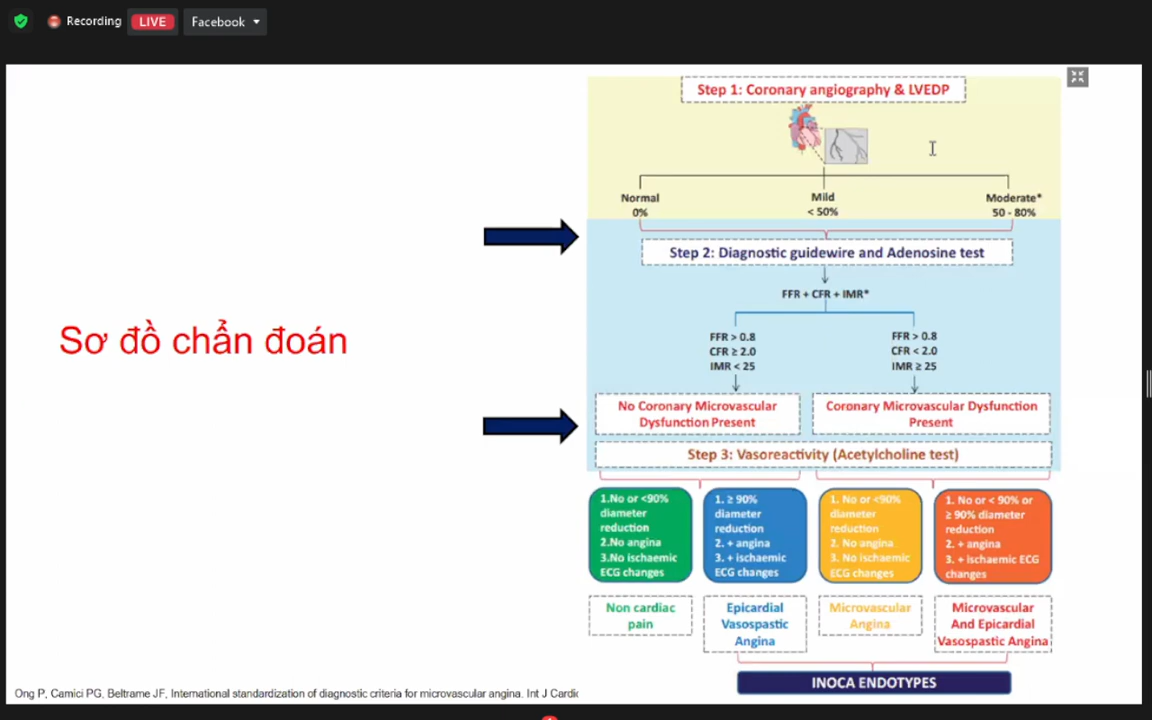 Recording
LIVE
Facebook
Step 1: Coronary angiography & LVEDP
Normal
0%
Mild
< 50%
Moderate*
50 - 80%
Step 2: Diagnostic guidewire and Adenosine test
FFR + CFR + IMR*
FFR > 0.8
CFR ≥ 2.0
IMR < 25
FFR > 0.8
CFR < 2.0
IMR ≥ 25
Sơ đồ chẩn đoán
No Coronary Microvascular
Dysfunction Present
Coronary Microvascular Dysfunction
Present
Step 3: Vasoreactivity (Acetylcholine test)
1.No or <90%
diameter
reduction
2.No angina
3.No ischaemic
ECG changes
1. ≥ 90%
diameter
reduction
2. + angina
3. + ischaemic
ECG changes
1. No or <90%
diameter
reduction
2. No angina
3. No ischaemic
ECG changes
1. No or < 90% or
≥ 90% diameter
reduction
2. + angina
3. + ischaemic ECG
changes
Non cardiac
pain
Epicardial
Vasospastic
Angina
Microvascular
Angina
Microvascular
And Epicardial
Vasospastic Angina
INOCA ENDOTYPES
Ong P, Camici PG. Beltrame JF, International standardization of diagnostic criteria for microvascular angina. Int J Cardic